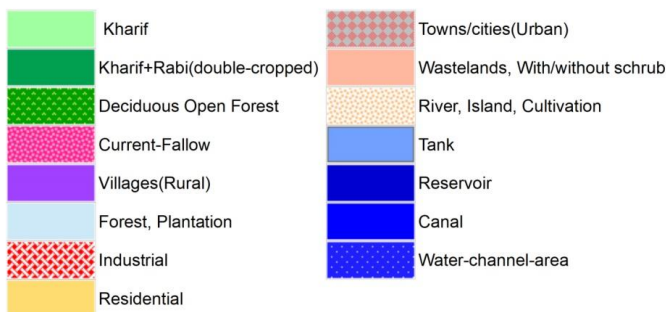 Kharif
Kharif+Rabi(double-cropped)
Deciduous Open Forest
Current-Fallow
Villages(Rural)
Forest, Plantation
Industrial
Residential
Towns/cities(Urban)
Wastelands, With/without schrub
River, Island, Cultivation
Tank
Reservoir
Canal
Water-channel-area